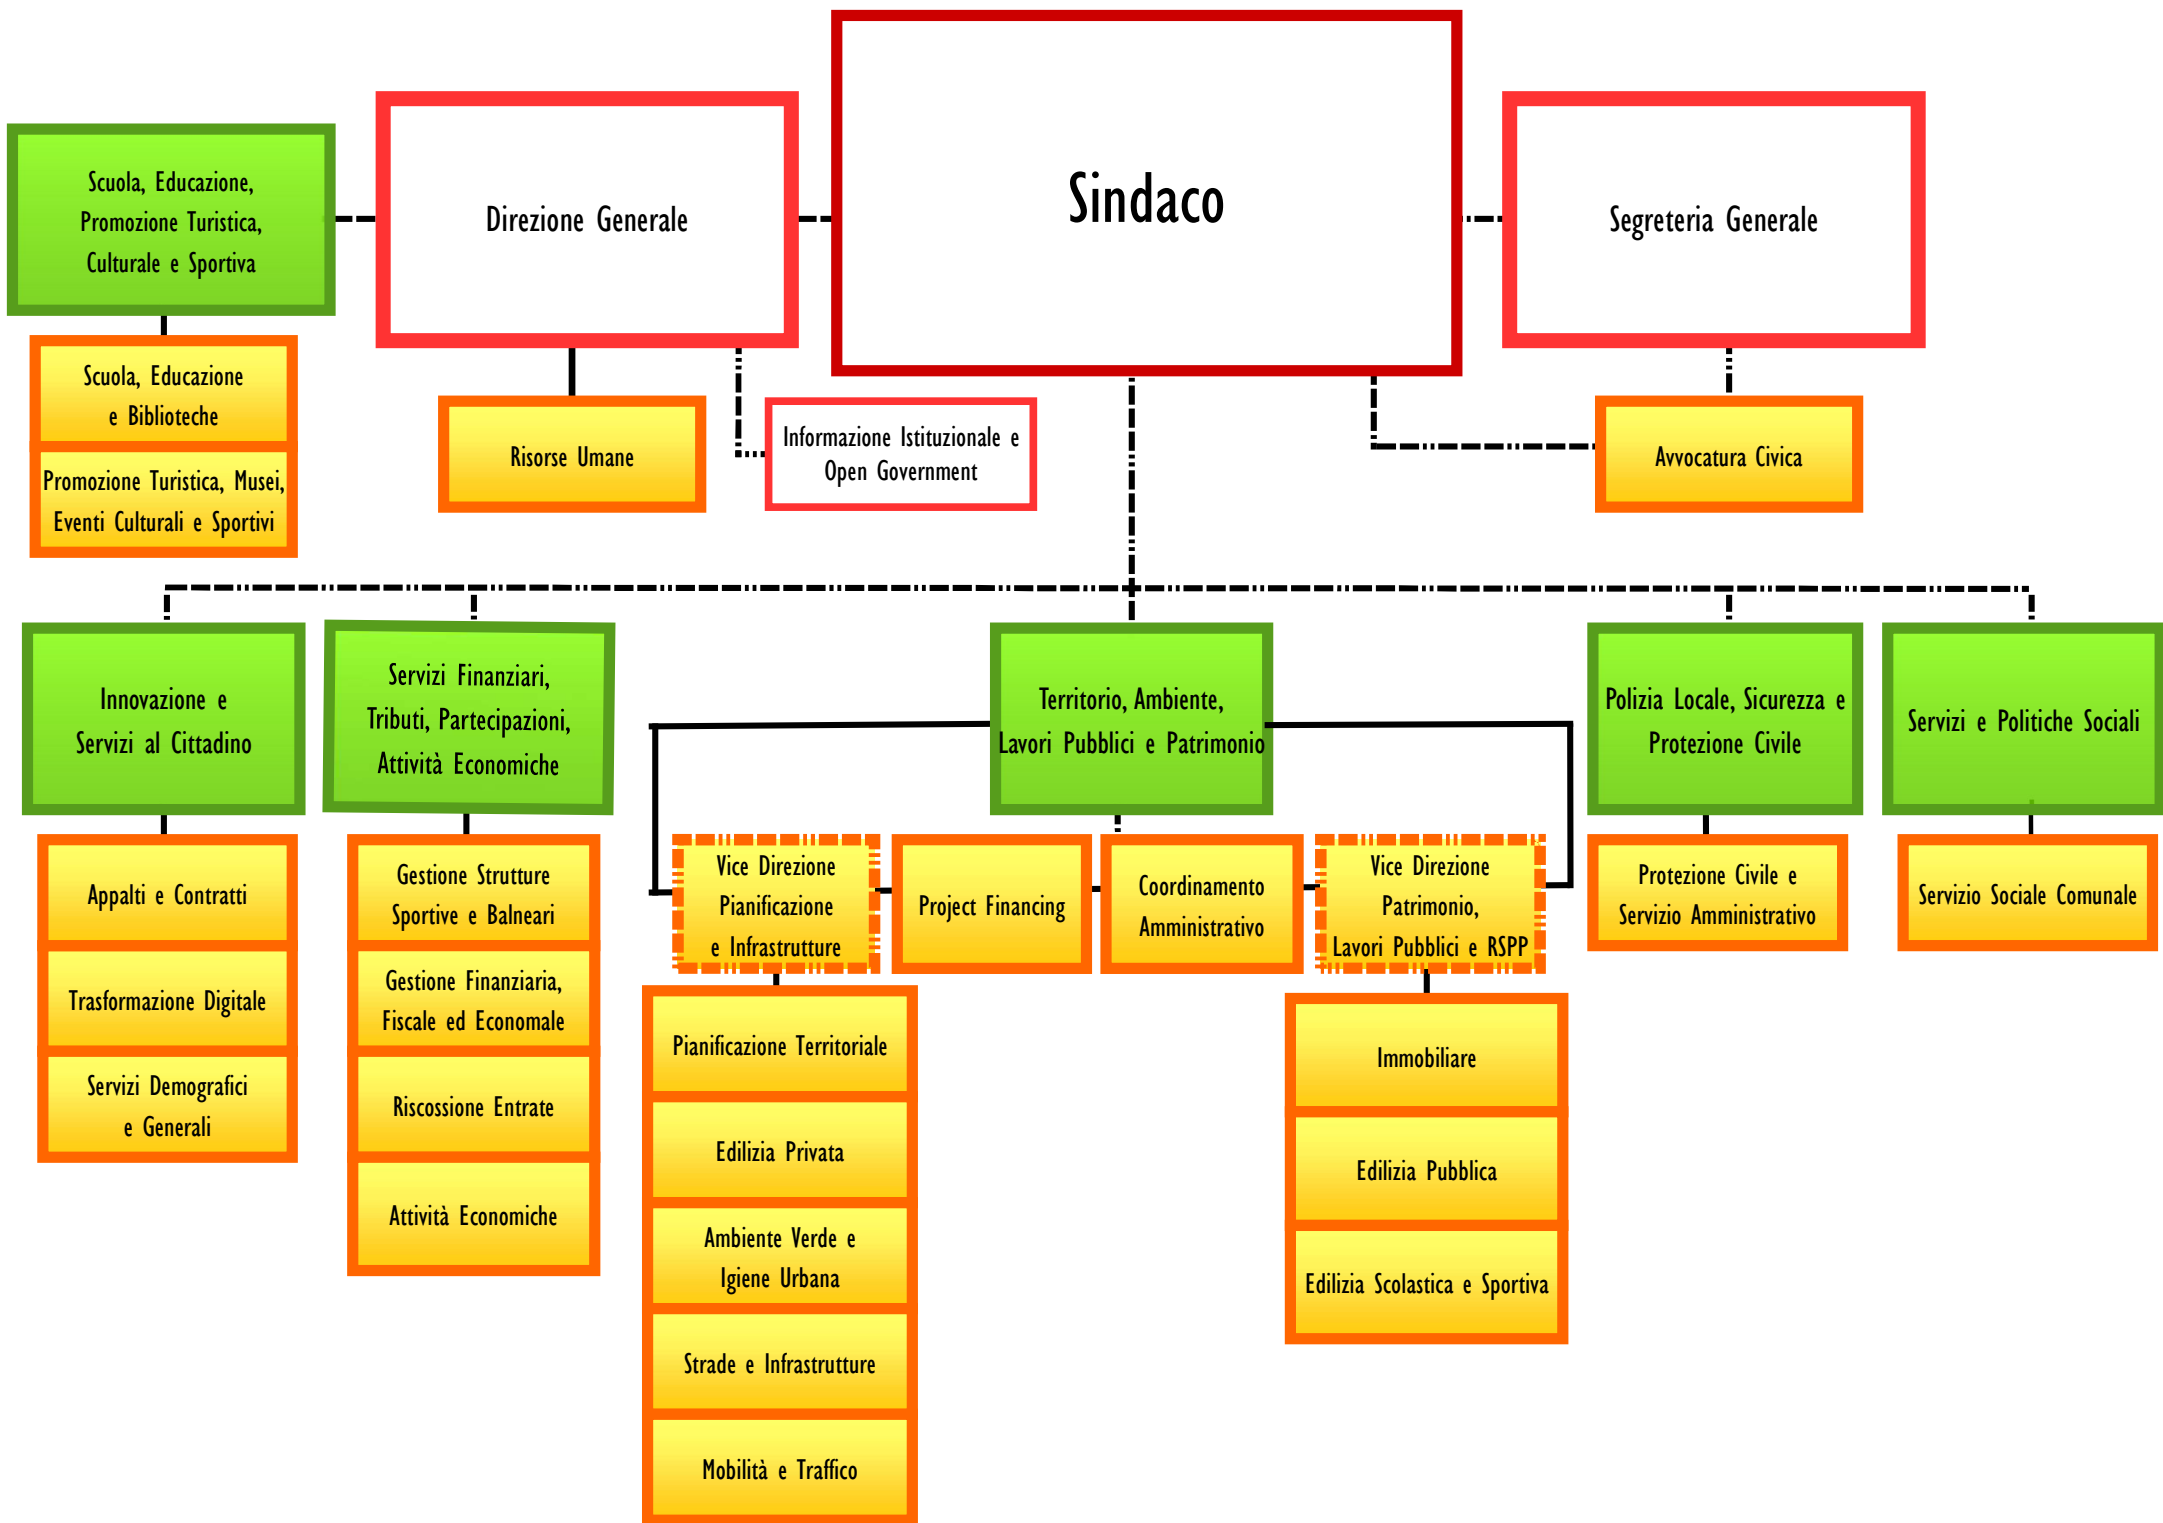 Sindaco
Direzione Generale
Segreteria Generale
Scuola, Educazione,
Promozione Turistica,
Culturale e Sportiva
Scuola, Educazione
e Biblioteche
Promozione Turistica, Musei,
Eventi Culturali e Sportivi
Risorse Umane
Informazione Istituzionale e
Open Government
Avvocatura Civica
Innovazione e
Servizi al Cittadino
Appalti e Contratti
Trasformazione Digitale
Servizi Demografici
e Generali
Servizi Finanziari,
Tributi, Partecipazioni,
Attività Economiche
Gestione Strutture
Sportive e Balneari
Gestione Finanziaria,
Fiscale ed Economale
Riscossione Entrate
Attività Economiche
Territorio, Ambiente,
Lavori Pubblici e Patrimonio
Vice Direzione
Pianificazione
e Infrastrutture
Project Financing
Coordinamento
Amministrativo
Vice Direzione
Patrimonio,
Lavori Pubblici e RSPP
Pianificazione Territoriale
Edilizia Privata
Ambiente Verde e
Igiene Urbana
Strade e Infrastrutture
Mobilità e Traffico
Immobiliare
Edilizia Pubblica
Edilizia Scolastica e Sportiva
Polizia Locale, Sicurezza e
Protezione Civile
Protezione Civile e
Servizio Amministrativo
Servizi e Politiche Sociali
Servizio Sociale Comunale